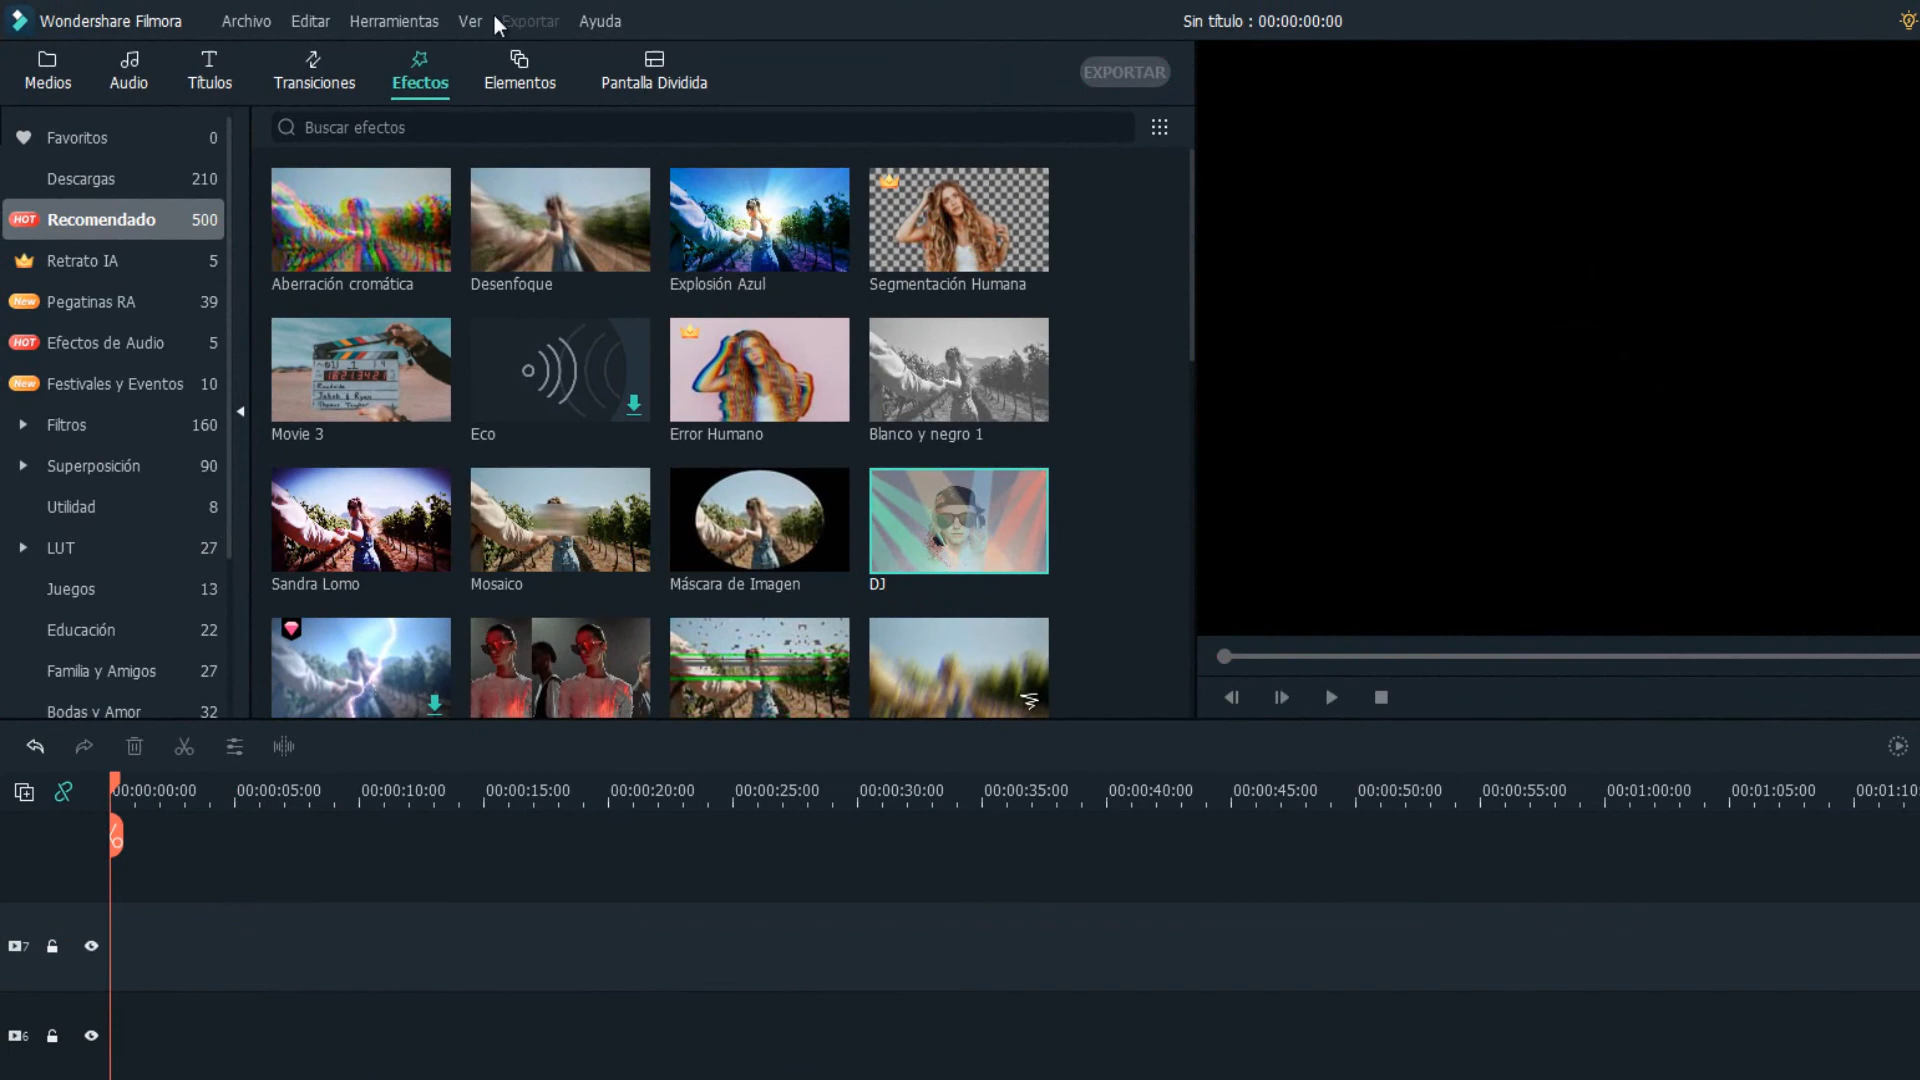 Wondershare Filmora
Archivo
Editar
Herramientas
Ver
Exportar
Ayuda
Sin título : 00:00:00:00
Medios
Audio
Títulos
Transiciones
Efectos
Elementos
Pantalla Dividida
EXPORTAR
Favoritos 0
Descargas 210
HOT Recomendado 500
Retrato IA 5
New Pegatinas RA 39
HOT Efectos de Audio 5
New Festivales y Eventos 10
Filtros 160
Superposición 90
Utilidad 8
LUT 27
Juegos 13
Educación 22
Familia y Amigos 27
Bodas y Amor 32
Buscar efectos
Aberración cromática
Desenfoque
Explosión Azul
Segmentación Humana
Movie 3
Eco
Error Humano
Blanco y negro 1
Sandra Lomo
Mosaico
Máscara de Imagen
DJ
00:00:00:00
00:00:05:00
00:00:10:00
00:00:15:00
00:00:20:00
00:00:25:00
00:00:30:00
00:00:35:00
00:00:40:00
00:00:45:00
00:00:50:00
00:00:55:00
00:01:00:00
00:01:05:00
00:01:10:
7
6